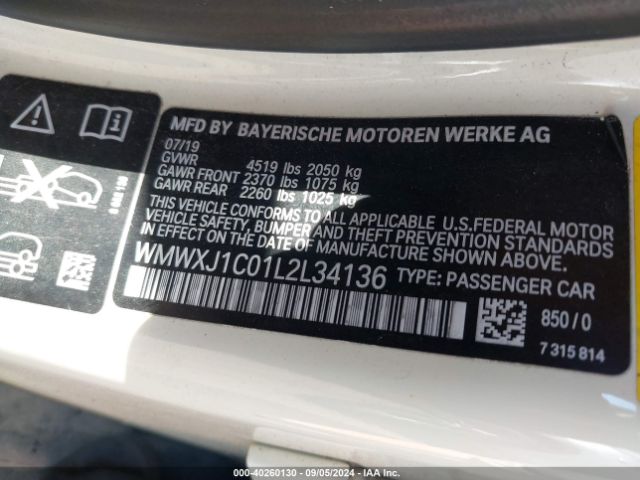 MFD BY BAYERISCHE MOTOREN WERKE AG
07/19
GVWR 4519 lbs 2050 kg
GAWR FRONT 2370 lbs 1075 kg
GAWR REAR 2260 lbs 1025 kg
THIS VEHICLE CONFORMS TO ALL APPLICABLE U.S.FEDERAL MOTOR
VEHICLE SAFETY, BUMPER AND THEFT PREVENTION STANDARDS
IN EFFECT ON THE DATE OF MANUFACTURE SHOWN ABOVE.
WMWXJ1C01L2L34136 TYPE: PASSENGER CAR
850/0
7 315 814
000-40260130 - 09/05/2024 - IAA Inc.